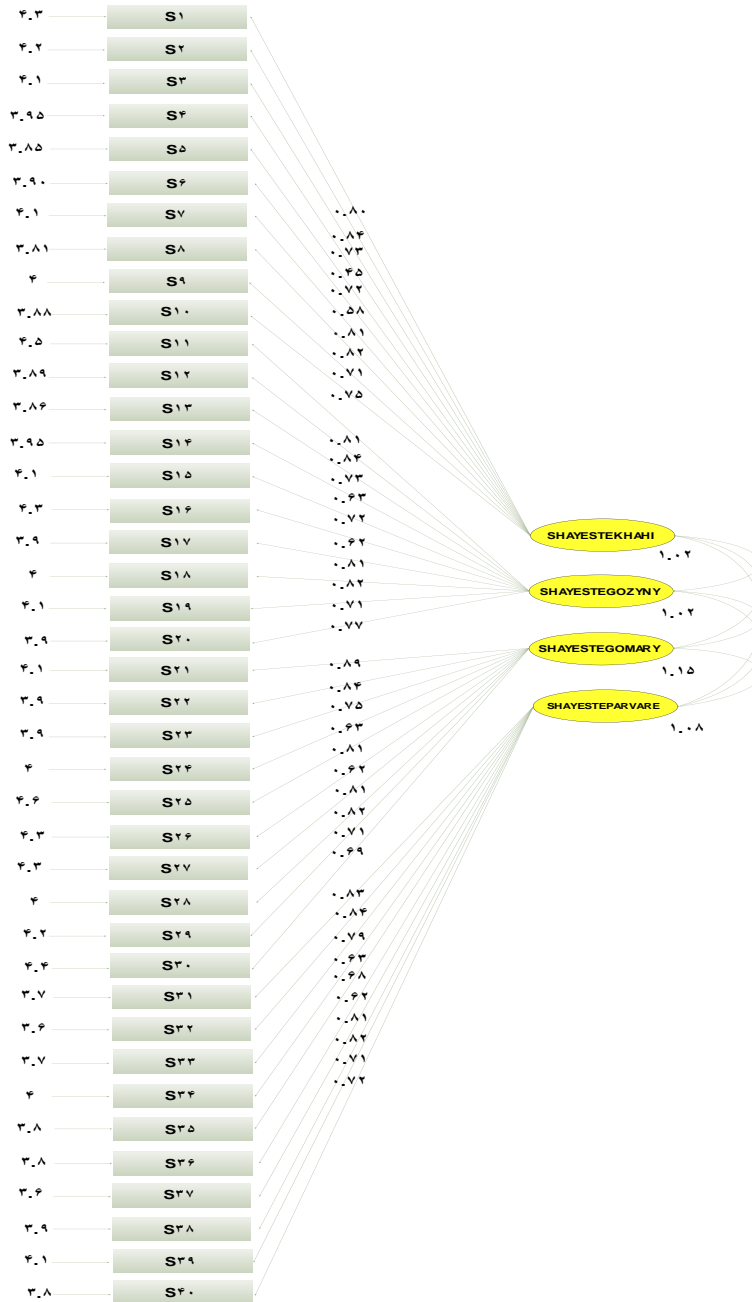 ۴.۳ S۱
۴.۲ S۲
۴.۱ S۳
۳.۹۵ S۴
۳.۸۵ S۵
۳.۹۰ S۶
۴.۱ S۷
۳.۸۱ S۸
۴ S۹
۳.۸۸ S۱۰
۴.۵ S۱۱
۳.۸۹ S۱۲
۳.۸۶ S۱۳
۳.۹۵ S۱۴
۴.۱ S۱۵
۴.۳ S۱۶
۳.۹ S۱۷
۴ S۱۸
۴.۱ S۱۹
۳.۹ S۲۰
۴.۱ S۲۱
۳.۹ S۲۲
۳.۹ S۲۳
۴ S۲۴
۴.۶ S۲۵
۴.۳ S۲۶
۴.۳ S۲۷
۴ S۲۸
۴.۲ S۲۹
۴.۴ S۳۰
۳.۷ S۳۱
۳.۶ S۳۲
۳.۷ S۳۳
۴ S۳۴
۳.۸ S۳۵
۳.۸ S۳۶
۳.۶ S۳۷
۳.۹ S۳۸
۴.۱ S۳۹
۳.۸ S۴۰
۰.۸۰
۰.۸۴
۰.۷۳
۰.۴۵
۰.۷۲
۰.۵۸
۰.۸۱
۰.۸۲
۰.۷۱
۰.۷۵
۰.۸۱
۰.۸۴
۰.۷۳
۰.۶۳
۰.۷۲
۰.۶۲
۰.۸۱
۰.۸۲
۰.۷۱
۰.۷۷
۰.۸۹
۰.۸۴
۰.۷۵
۰.۶۳
۰.۸۱
۰.۶۲
۰.۸۱
۰.۸۲
۰.۷۱
۰.۶۹
۰.۸۳
۰.۸۴
۰.۷۹
۰.۶۳
۰.۶۸
۰.۶۲
۰.۸۱
۰.۸۲
۰.۷۱
۰.۷۲
SHAYESTEKHAHI
۱.۰۲
SHAYESTEGOZYNY
۱.۰۲
SHAYESTEGOMARY
۱.۱۵
SHAYESTEPARVARE
۱.۰۸